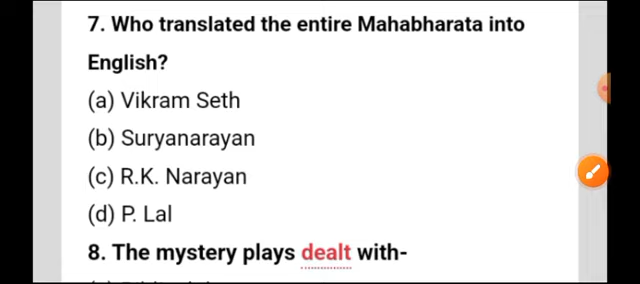 7. Who translated the entire Mahabharata into
English?
(a) Vikram Seth
(b) Suryanarayan
(c) R.K. Narayan
(d) P. Lal
8. The mystery plays dealt with-